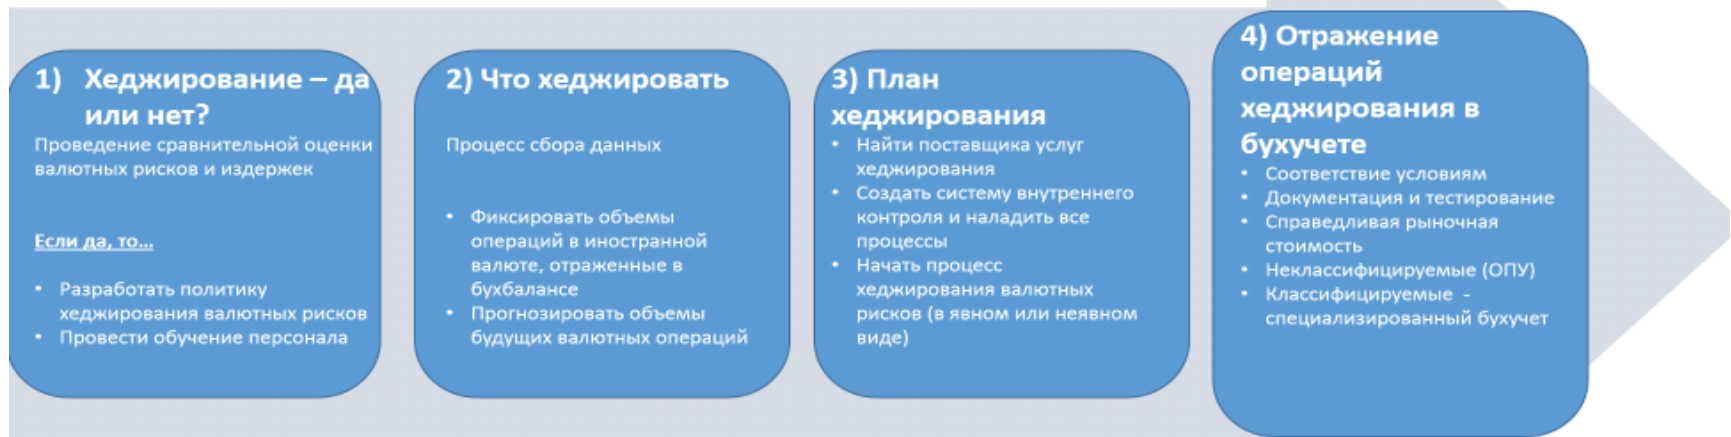 1) Хеджирование – да
или нет?
Проведение сравнительной оценки
валютных рисков и издержек
Если да, то...
• Разработать политику
хеджирования валютных рисков
• Провести обучение персонала
2) Что хеджировать
Процесс сбора данных
• Фиксировать объемы
операций в иностранной
валюте, отраженные в
бухбалансе
• Прогнозировать объемы
будущих валютных операций
3) План
хеджирования
• Найти поставщика услуг
хеджирования
• Создать систему внутреннего
контроля и наладить все
процессы
• Начать процесс
хеджирования валютных
рисков (в явном или неявном
виде)
4) Отражение
операций
хеджирования в
бухучете
• Соответствие условиям
• Документация и тестирование
• Справедливая рыночная
стоимость
• Неклассифицируемые (ОПУ)
• Классифицируемые -
специализированный бухучет